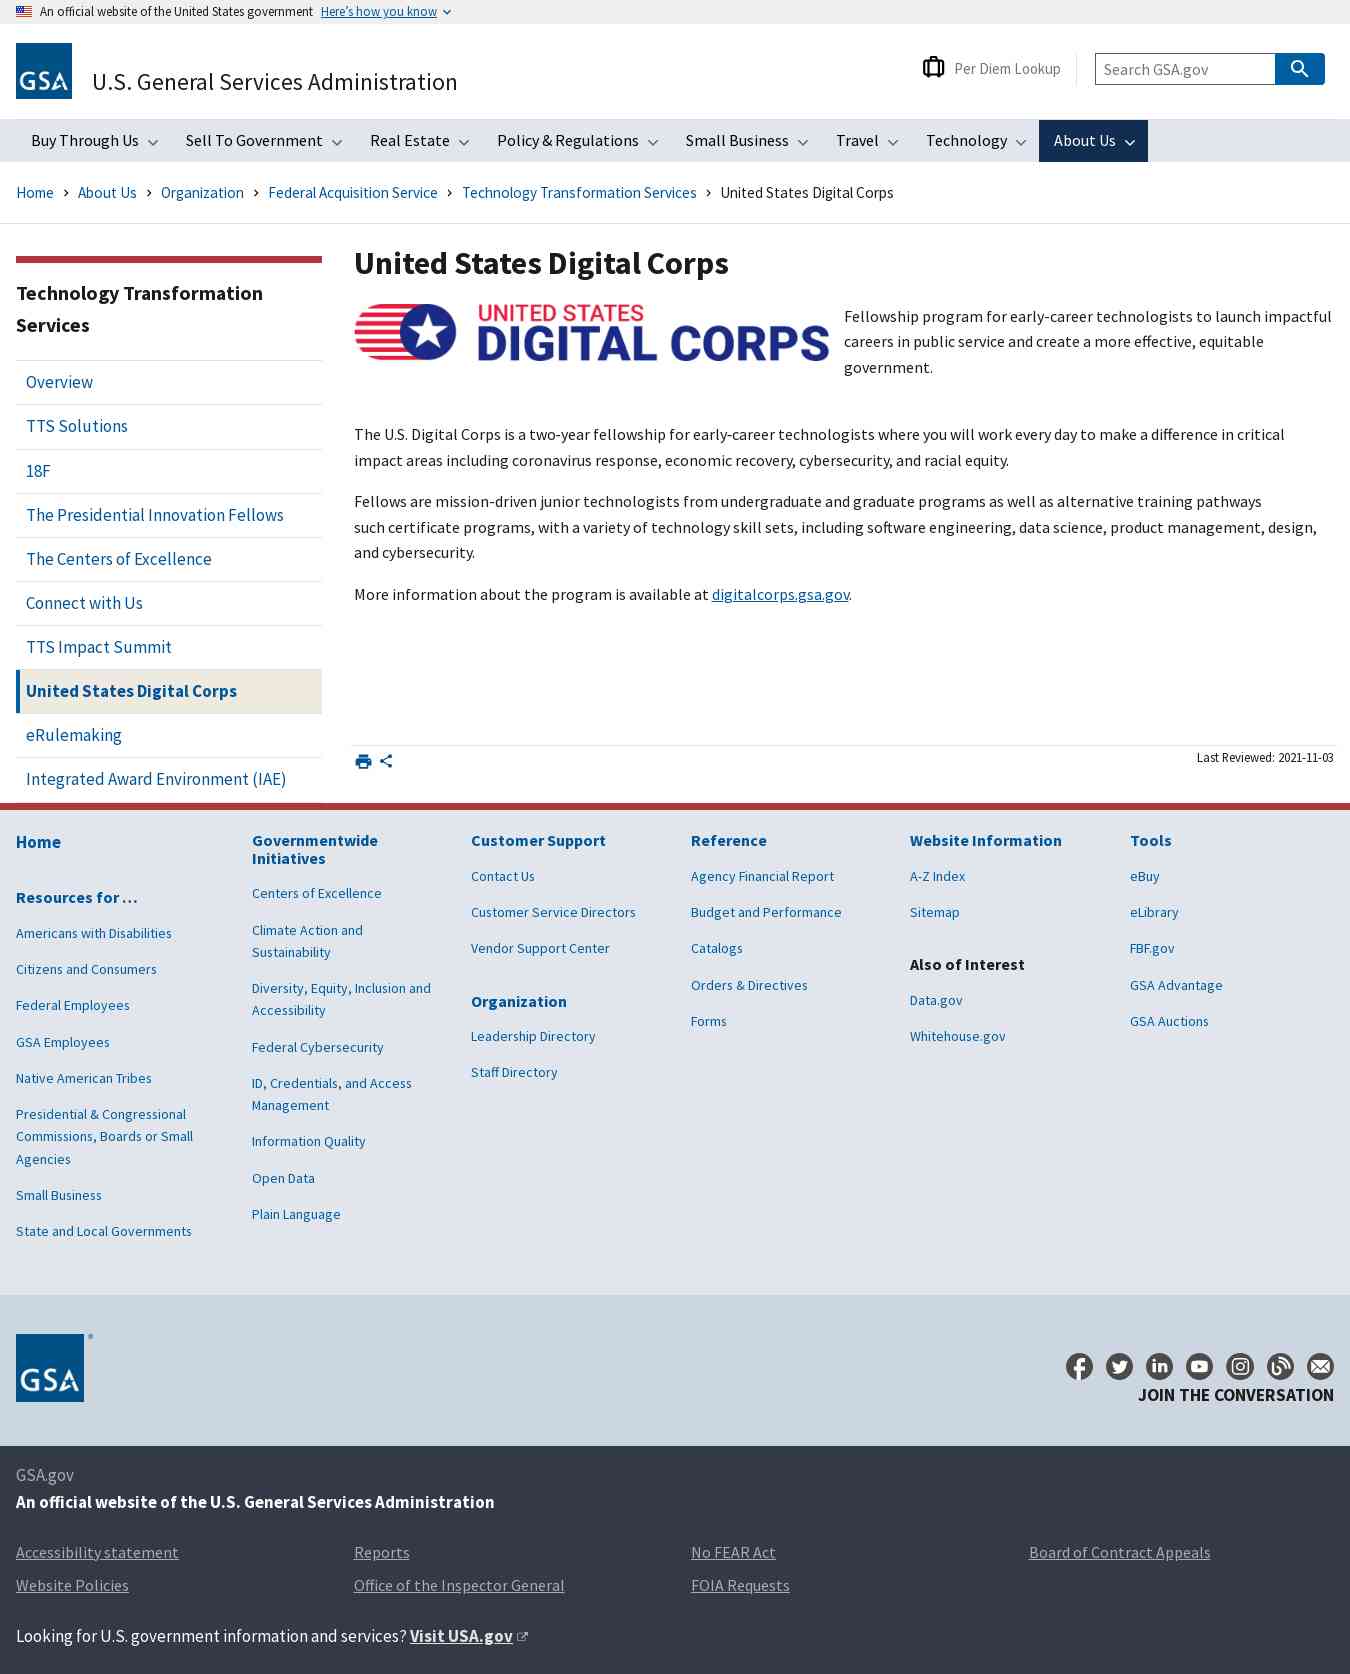 An official website of the United States government Here's how you know
GSA
U.S. General Services Administration
Per Diem Lookup
Search GSA.gov
Buy Through Us Sell To Government Real Estate Policy & Regulations Small Business Travel Technology About Us
Home > About Us > Organization > Federal Acquisition Service > Technology Transformation Services > United States Digital Corps
Technology Transformation
Services
Overview
TTS Solutions
18F
The Presidential Innovation Fellows
The Centers of Excellence
Connect with Us
TTS Impact Summit
United States Digital Corps
eRulemaking
Integrated Award Environment (IAE)
United States Digital Corps
UNITED STATES
DIGITAL CORPS
Fellowship program for early-career technologists to launch impactful
careers in public service and create a more effective, equitable
government.
The U.S. Digital Corps is a two-year fellowship for early-career technologists where you will work every day to make a difference in critical
impact areas including coronavirus response, economic recovery, cybersecurity, and racial equity.
Fellows are mission-driven junior technologists from undergraduate and graduate programs as well as alternative training pathways
such certificate programs, with a variety of technology skill sets, including software engineering, data science, product management, design,
and cybersecurity.
More information about the program is available at digitalcorps.gsa.gov.
Last Reviewed: 2021-11-03
Home
Resources for …
Americans with Disabilities
Citizens and Consumers
Federal Employees
GSA Employees
Native American Tribes
Presidential & Congressional
Commissions, Boards or Small
Agencies
Small Business
State and Local Governments
Governmentwide
Initiatives
Centers of Excellence
Climate Action and
Sustainability
Diversity, Equity, Inclusion and
Accessibility
Federal Cybersecurity
ID, Credentials, and Access
Management
Information Quality
Open Data
Plain Language
Customer Support
Contact Us
Customer Service Directors
Vendor Support Center
Organization
Leadership Directory
Staff Directory
Reference
Agency Financial Report
Budget and Performance
Catalogs
Orders & Directives
Forms
Website Information
A-Z Index
Sitemap
Also of Interest
Data.gov
Whitehouse.gov
Tools
eBuy
eLibrary
FBF.gov
GSA Advantage
GSA Auctions
GSA
JOIN THE CONVERSATION
GSA.gov
An official website of the U.S. General Services Administration
Accessibility statement Reports No FEAR Act Board of Contract Appeals
Website Policies Office of the Inspector General FOIA Requests
Looking for U.S. government information and services? Visit USA.gov